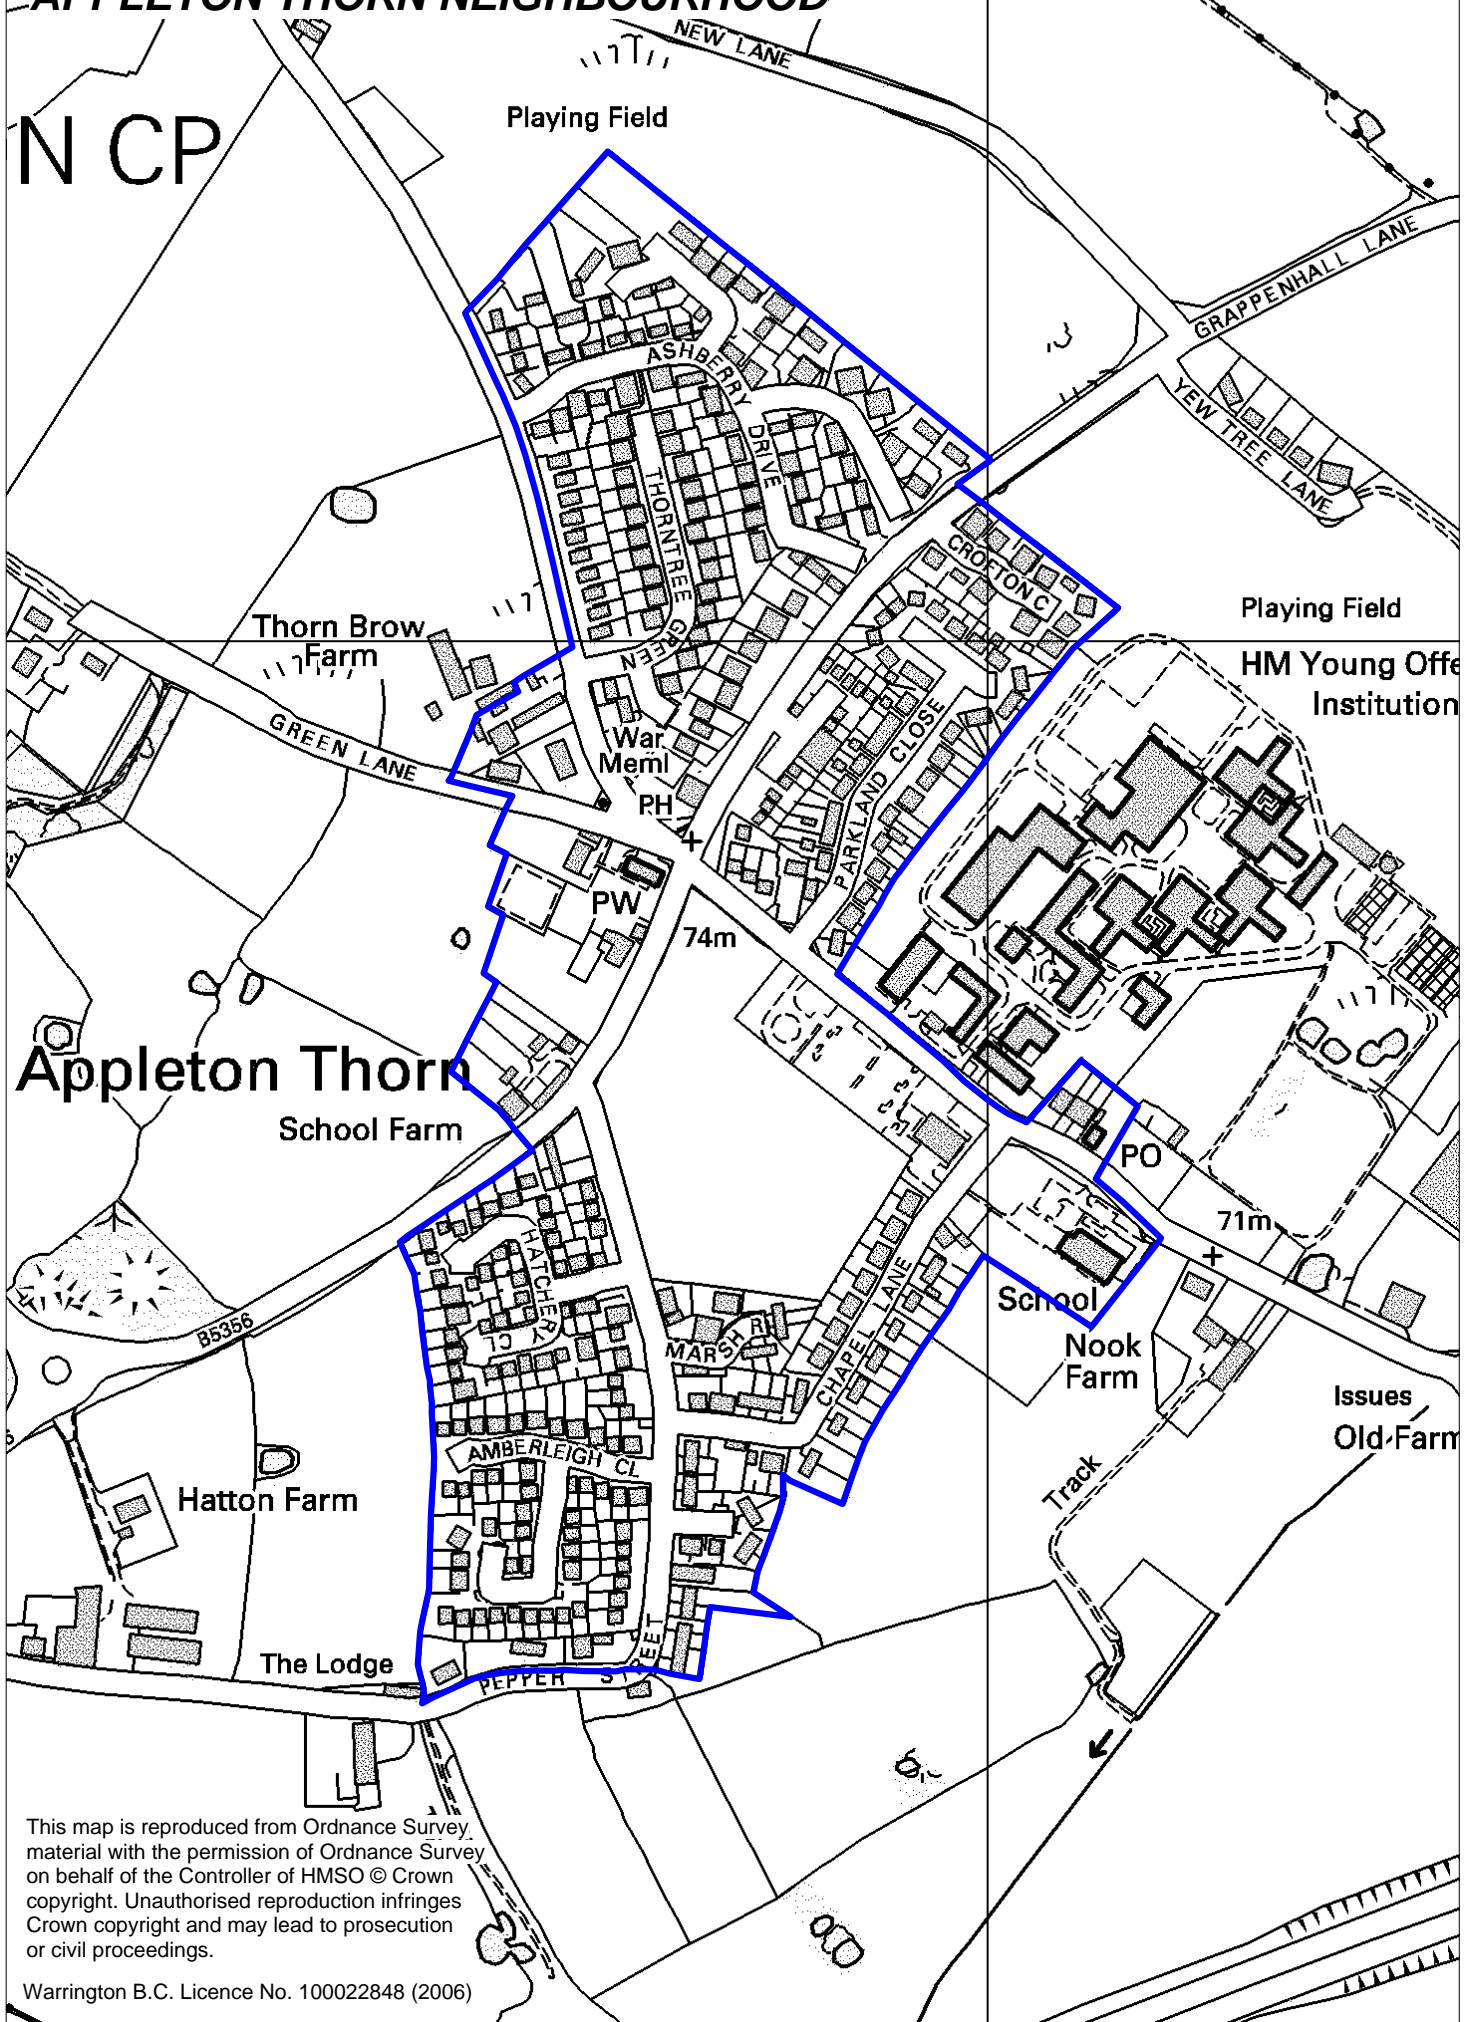 APPLETON THORN NEIGHBOURHOOD
NEW LANE
Playing Field
N CP
GRAPPENHALL LANE
YEW TREE LANE
ASHBERRY DRIVE
THORNTREE GREEN
CROFTON C
Playing Field
Thorn Brow
Farm
HM Young Offe
Institution
GREEN LANE
GREEN
War
Meml
PH
PARKLAND CLOSE
PW
74m
Appleton Thorn
School Farm
PO
71m
HATCHERY CL
B5356
MARSH R
CHAPEL LANE
School
Nook
Farm
Issues
Old Farm
AMBERLEIGH CL
Track
Hatton Farm
The Lodge
PEPPER STREET
This map is reproduced from Ordnance Survey
material with the permission of Ordnance Survey
on behalf of the Controller of HMSO © Crown
copyright. Unauthorised reproduction infringes
Crown copyright and may lead to prosecution
or civil proceedings.
Warrington B.C. Licence No. 100022848 (2006)